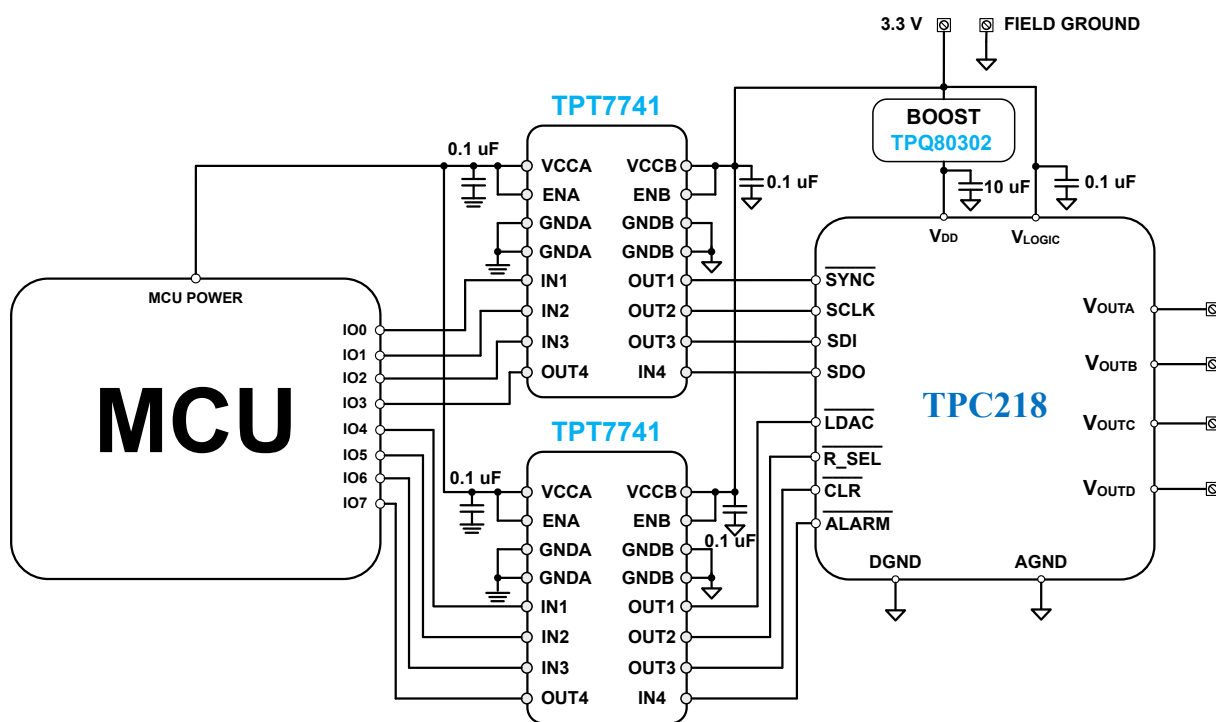 3.3 V
FIELD GROUND
TPT7741
BOOST
TPQ80302
0.1 uF
VCCA
VCCB
0.1 uF
10 uF
0.1 uF
ENA
ENB
GNDA
GNDB
VDD
VLOGIC
GNDA
GNDB
IN1
OUT1
SYNC
MCU POWER
VOUTA
IN2
OUT2
SCLK
IO0
IN3
OUT3
SDI
IO1
VOUTB
OUT4
IN4
SDO
IO2
IO3
MCU
TPC218
TPT7741
LDAC
VOUTC
IO4
IO5
R_SEL
IO6
0.1 uF
VCCA
VCCB
CLR
VOUTD
IO7
ENA
ENB
ALARM
0.1 uF
GNDA
GNDB
DGND
AGND
GNDA
GNDB
IN1
OUT1
IN2
OUT2
IN3
OUT3
OUT4
IN4